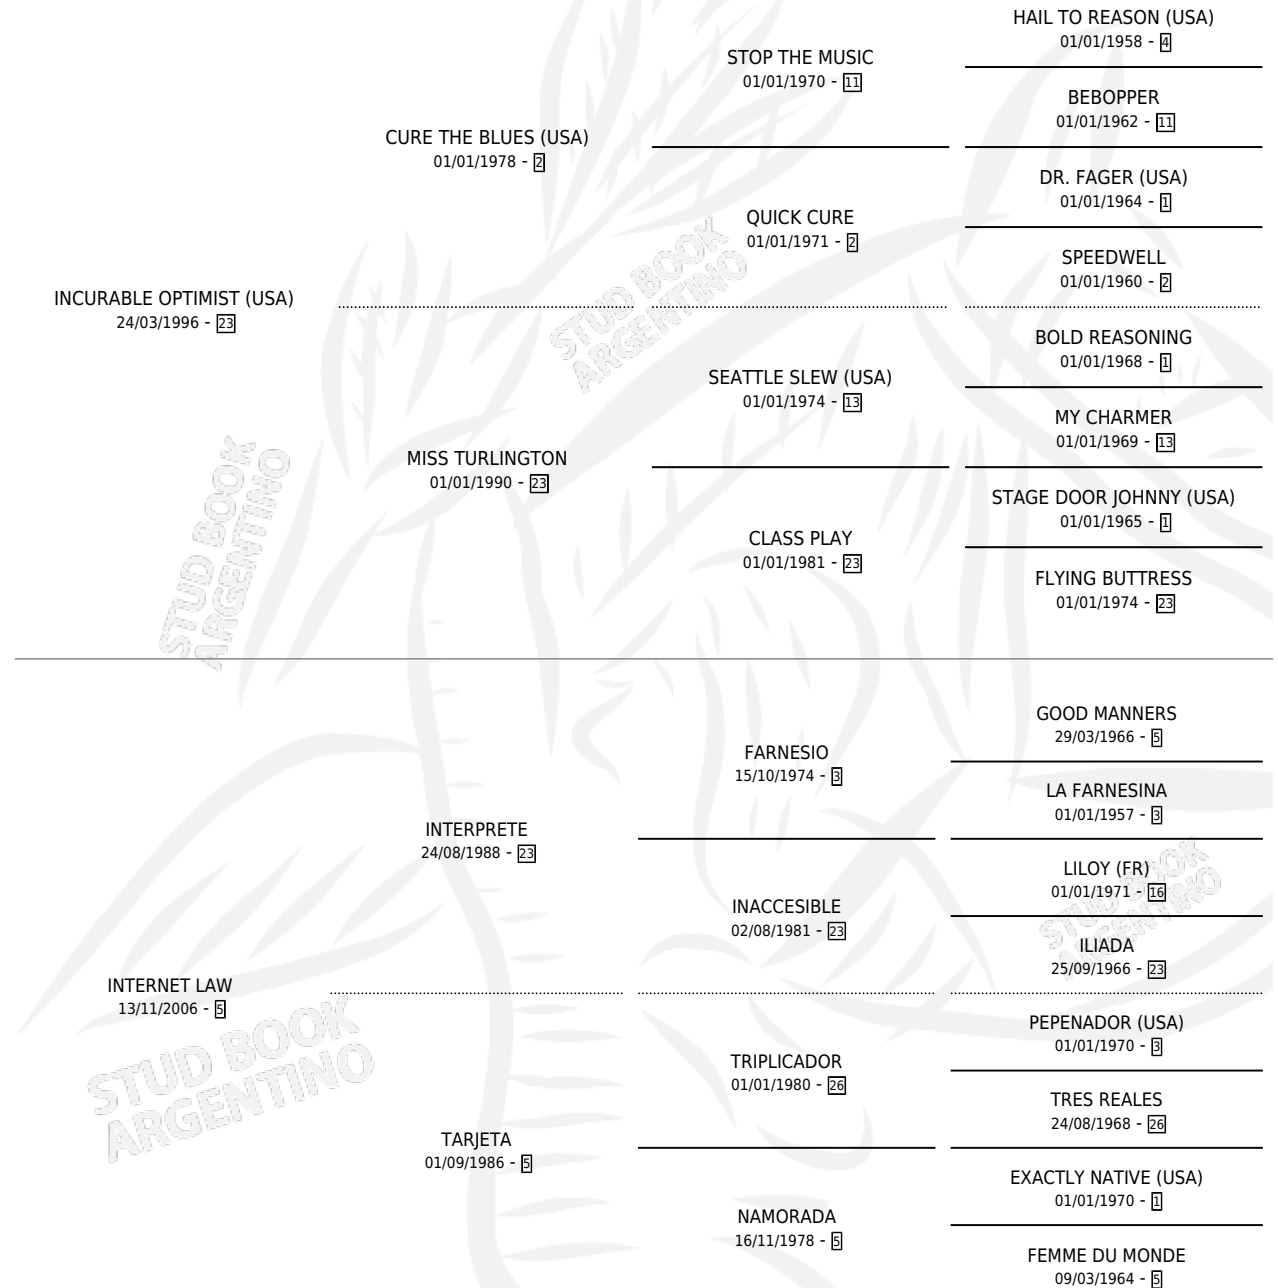 HAIL TO REASON (USA)
01/01/1958 - 4
STOP THE MUSIC
01/01/1970 - 11
BEBOPPER
01/01/1962 - 11
CURE THE BLUES (USA)
01/01/1978 - 2
DR. FAGER (USA)
01/01/1964 - 1
QUICK CURE
01/01/1971 - 2
SPEEDWELL
01/01/1960 - 2
INCURABLE OPTIMIST (USA)
24/03/1996 - 23
BOLD REASONING
01/01/1968 - 1
SEATTLE SLEW (USA)
01/01/1974 - 13
MY CHARMER
01/01/1969 - 13
MISS TURLINGTON
01/01/1990 - 23
STAGE DOOR JOHNNY (USA)
01/01/1965 - 1
CLASS PLAY
01/01/1981 - 23
FLYING BUTTRESS
01/01/1974 - 23
GOOD MANNERS
29/03/1966 - 5
FARNESIO
15/10/1974 - 3
LA FARNESINA
01/01/1957 - 3
INTERPRETE
24/08/1988 - 23
LILOY (FR)
01/01/1971 - 16
INACCESIBLE
02/08/1981 - 23
ILIADA
25/09/1966 - 23
INTERNET LAW
13/11/2006 - 5
PEPENADOR (USA)
01/01/1970 - 3
TRIPLICADOR
01/01/1980 - 26
TRES REALES
24/08/1968 - 26
TARJETA
01/09/1986 - 5
EXACTLY NATIVE (USA)
01/01/1970 - 1
NAMORADA
16/11/1978 - 5
FEMME DU MONDE
09/03/1964 - 5
STUD BOOK
ARGENTINO
STUD BOOK
ARGENTINO
STUD BOOK
ARGENTINO
STUD BOOK
ARGENTINO